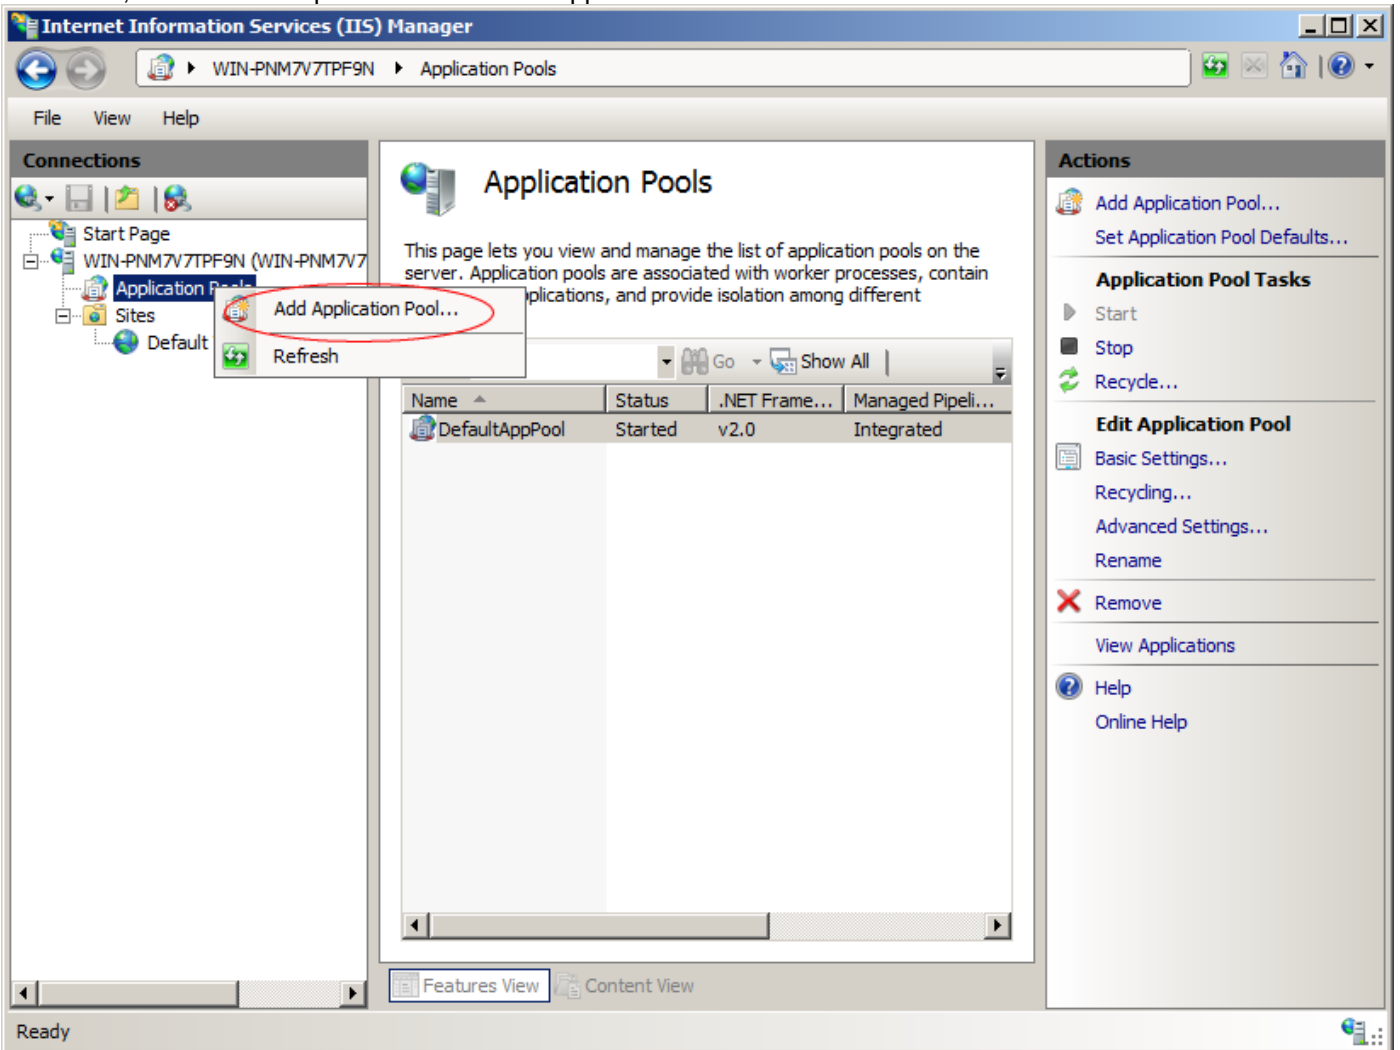 Internet Information Services (IIS) Manager
WIN-PNM7V7TPF9N
Application Pools
File View Help
Connections
Start Page
WIN-PNM7V7TPF9N (WIN-PNM7V7
Application
Sites
Default
Add Application Pool...
Refresh
Application Pools
This page lets you view and manage the list of application pools on the
server. Application pools are associated with worker processes, contain
, and provide isolation among different
Go Show All
Name Status .NET Frame... Managed Pipeli...
DefaultAppPool Started v2.0 Integrated
Features View Content View
Actions
Add Application Pool...
Set Application Pool Defaults...
Application Pool Tasks
Start
Stop
Recycle...
Edit Application Pool
Basic Settings...
Recycling...
Advanced Settings...
Rename
Remove
View Applications
Help
Online Help
Ready